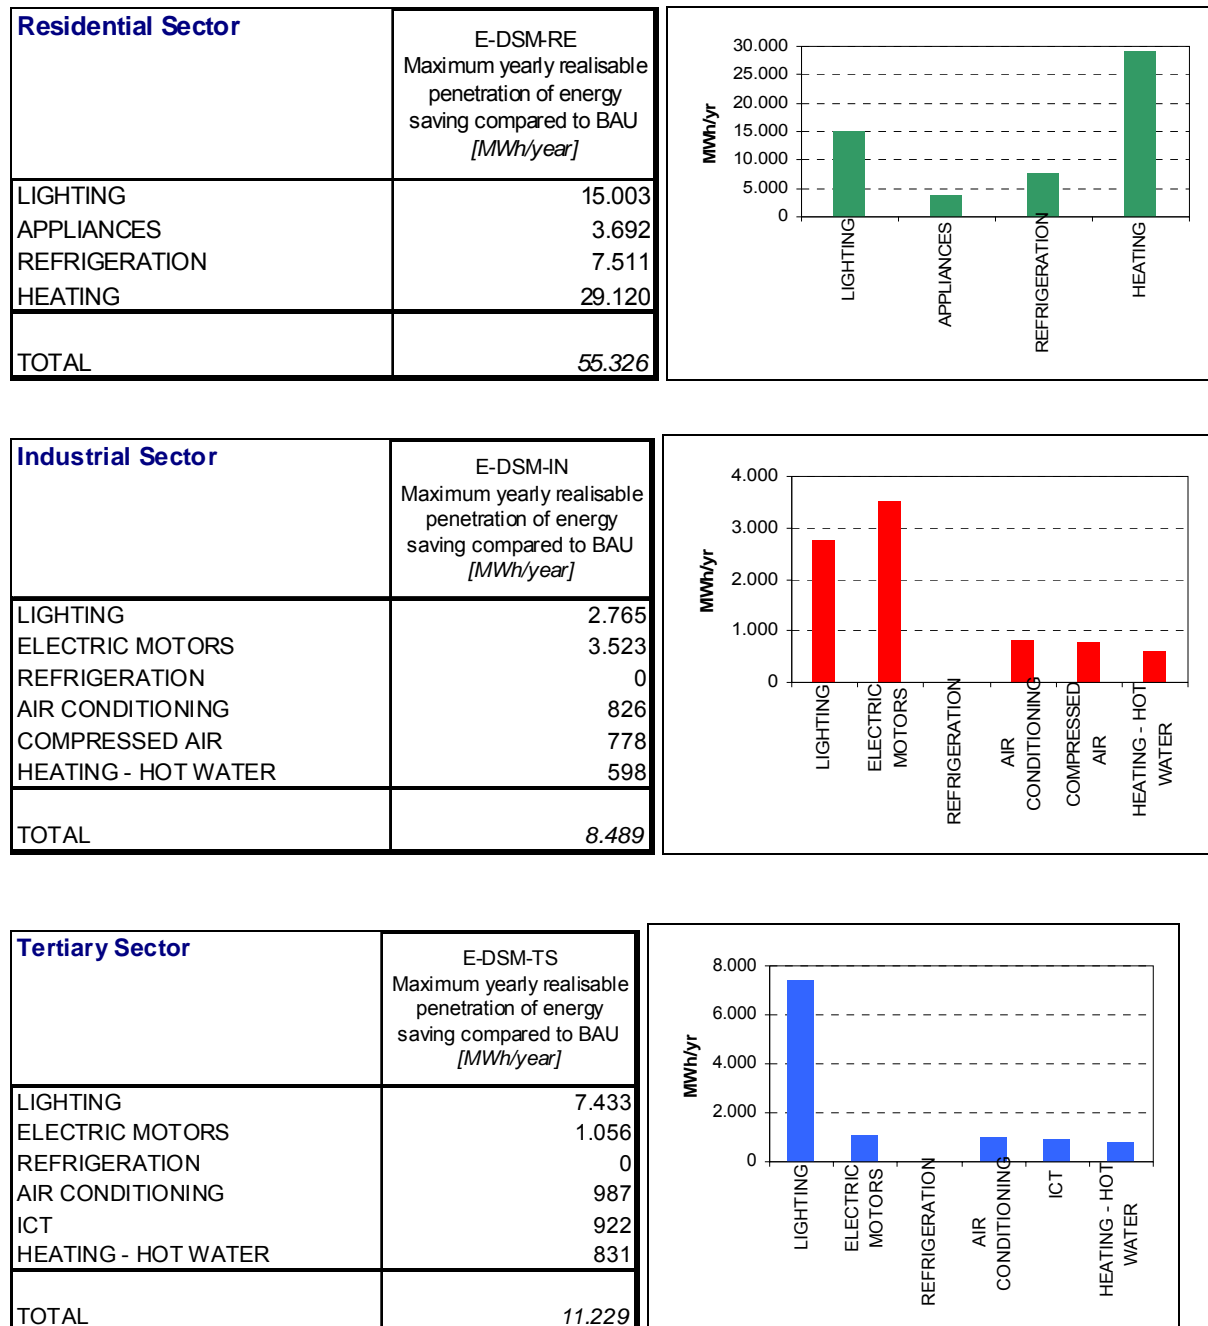 Residential Sector
E-DSM-RE
Maximum yearly realisable
penetration of energy
saving compared to BAU
[MWh/year]
LIGHTING 15.003
APPLIANCES 3.692
REFRIGERATION 7.511
HEATING 29.120
TOTAL 55.326
MWh/yr
30.000
25.000
20.000
15.000
10.000
5.000
0
LIGHTING
APPLIANCES
REFRIGERATION
HEATING
Industrial Sector
E-DSM-IN
Maximum yearly realisable
penetration of energy
saving compared to BAU
[MWh/year]
LIGHTING 2.765
ELECTRIC MOTORS 3.523
REFRIGERATION 0
AIR CONDITIONING 826
COMPRESSED AIR 778
HEATING - HOT WATER 598
TOTAL 8.489
MWh/yr
4.000
3.000
2.000
1.000
0
LIGHTING
ELECTRIC
MOTORS
REFRIGERATION
AIR
CONDITIONING
COMPRESSED
AIR
HEATING - HOT
WATER
Tertiary Sector
E-DSM-TS
Maximum yearly realisable
penetration of energy
saving compared to BAU
[MWh/year]
LIGHTING 7.433
ELECTRIC MOTORS 1.056
REFRIGERATION 0
AIR CONDITIONING 987
ICT 922
HEATING - HOT WATER 831
TOTAL 11.229
MWh/yr
8.000
6.000
4.000
2.000
0
LIGHTING
ELECTRIC
MOTORS
REFRIGERATION
AIR
CONDITIONING
ICT
HEATING - HOT
WATER